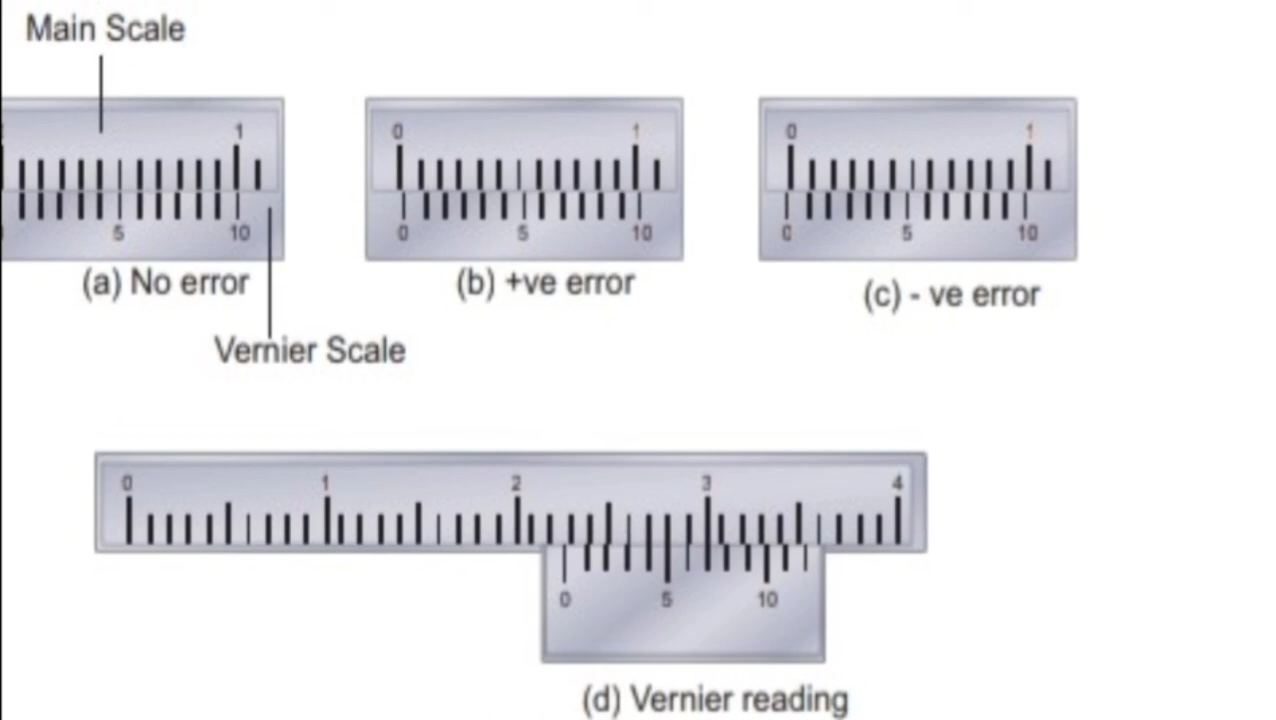 Main Scale
1
0 1
0 1
5 10
0 5 10
0 5 10
(a) No error
(b) +ve error
(c) - ve error
Vernier Scale
0 1 2 3 4
0 5 10
(d) Vernier reading